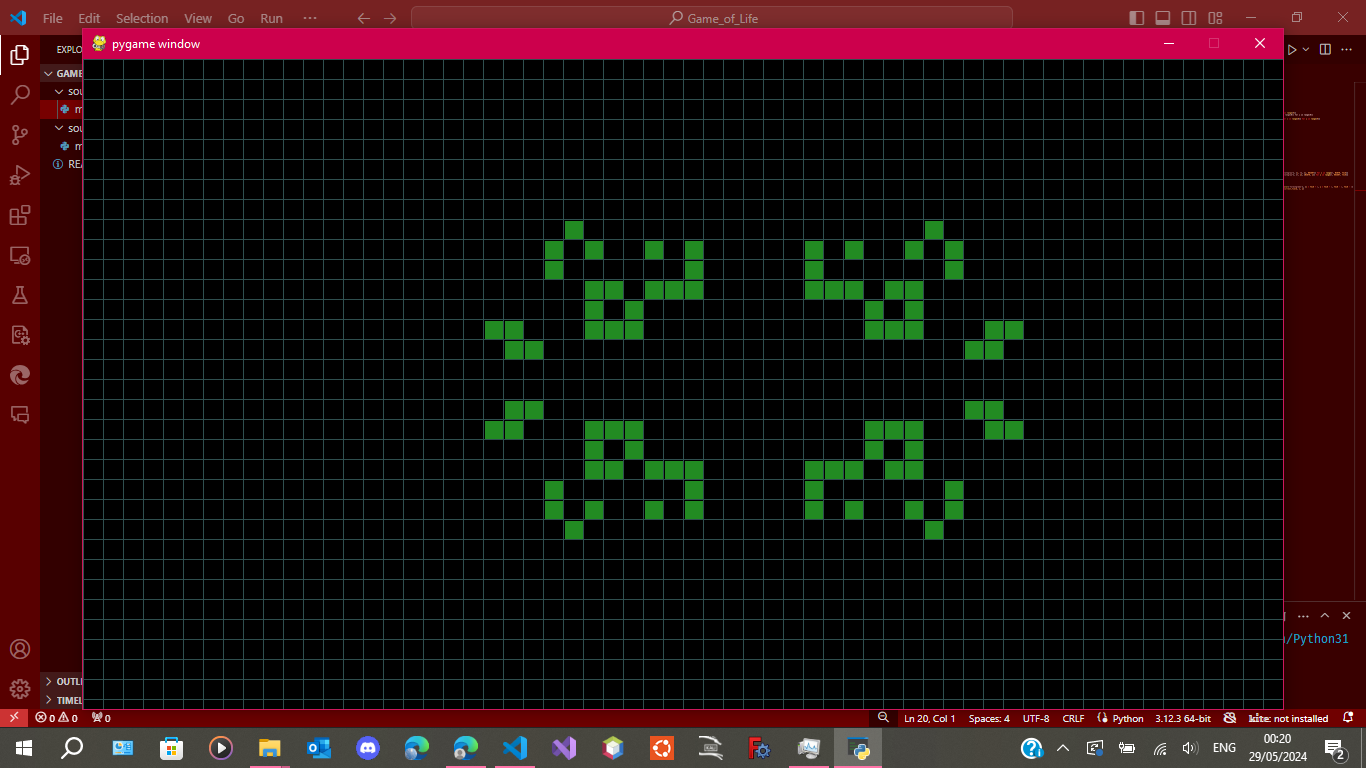 File Edit Selection View Go Run ··· Game_of_Life
pygame window
EXPLO
GAME
sou
m
sou
m
REA
OUTLI
TIMEL
/Python31
0 0 0 Ln 20, Col 1 Spaces: 4 UTF-8 CRLF Python 3.12.3 64-bit kite: not installed
ENG 00:20
29/05/2024
2